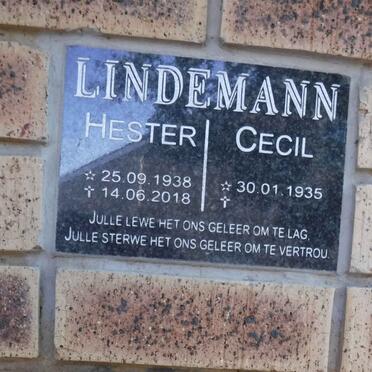 LINDEMANN
HESTER CECIL
☆ 25.09.1938 ☆ 30.01.1935
✝ 14.06.2018 ✝
JULLE LEWE HET ONS GELEER OM TE LAG
JULLE STERWE HET ONS GELEER OM TE VERTROU.